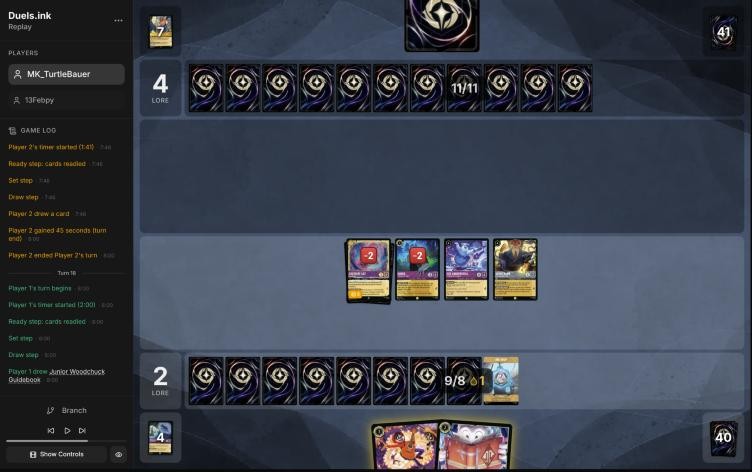 Duels.ink
Replay
PLAYERS
MK_TurtleBauer
13Febpy
GAME LOG
Player 2's timer started (1:41) · 7:46
Ready step: cards readied · 7:46
Set step · 7:46
Draw step · 7:46
Player 2 drew a card · 7:46
Player 2 gained 45 seconds (turn
end) · 8:00
Player 2 ended Player 2's turn · 8:00
Turn 18
Player 1's turn begins · 8:00
Player 1's timer started (2:00) · 8:00
Ready step: cards readied · 8:00
Set step · 8:00
Draw step · 8:00
Player 1 drew Junior Woodchuck
Guidebook · 8:00
Branch
Show Controls
7
41
4
LORE
11/11
-2
-2
2
LORE
9/8 1
4
40